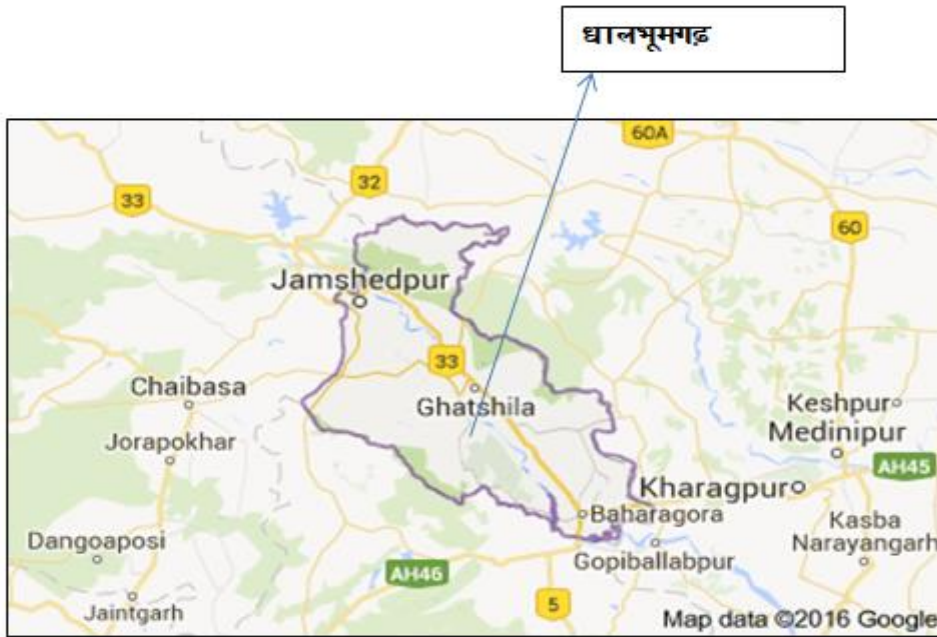 धालभूमगढ़
60A
32
33
60
Jamshedpur
33
Chaibasa
Ghatshila
Keshpur
Jorapokhar
Medinipur
AH45
Kharagpur
Baharagora
Kasba
Narayangarh
Dangoaposi
Gopiballabpur
AH46
Jaintgarh
5
Map data ©2016 Google